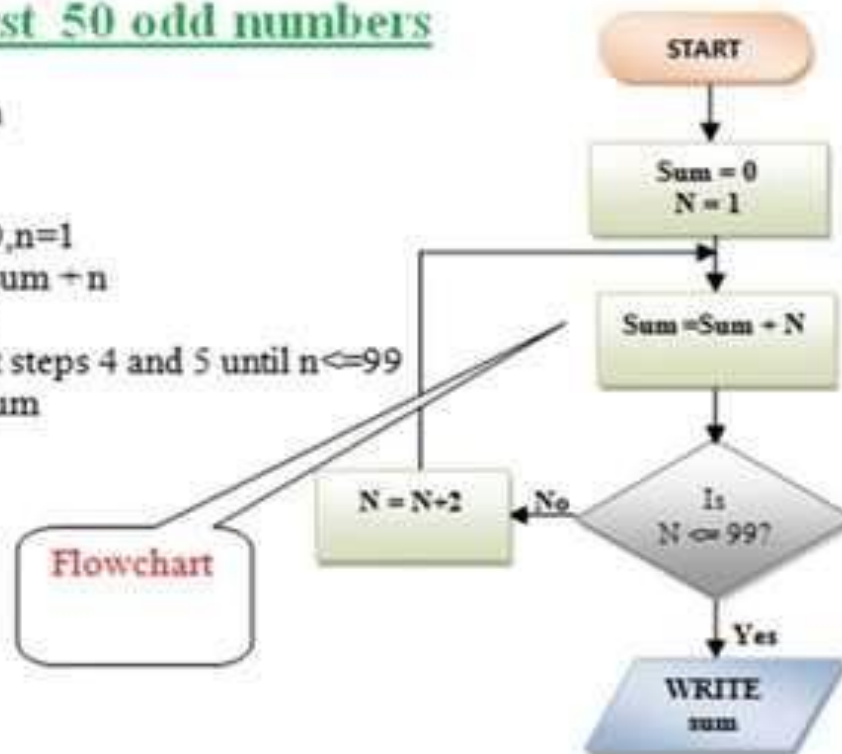 st 50 odd numbers
,n=1
um + n
steps 4 and 5 until n<=99
um
Flowchart
START
Sum = 0
N = 1
Sum =Sum + N
Is
N <= 99?
No
N = N+2
Yes
WRITE
sum